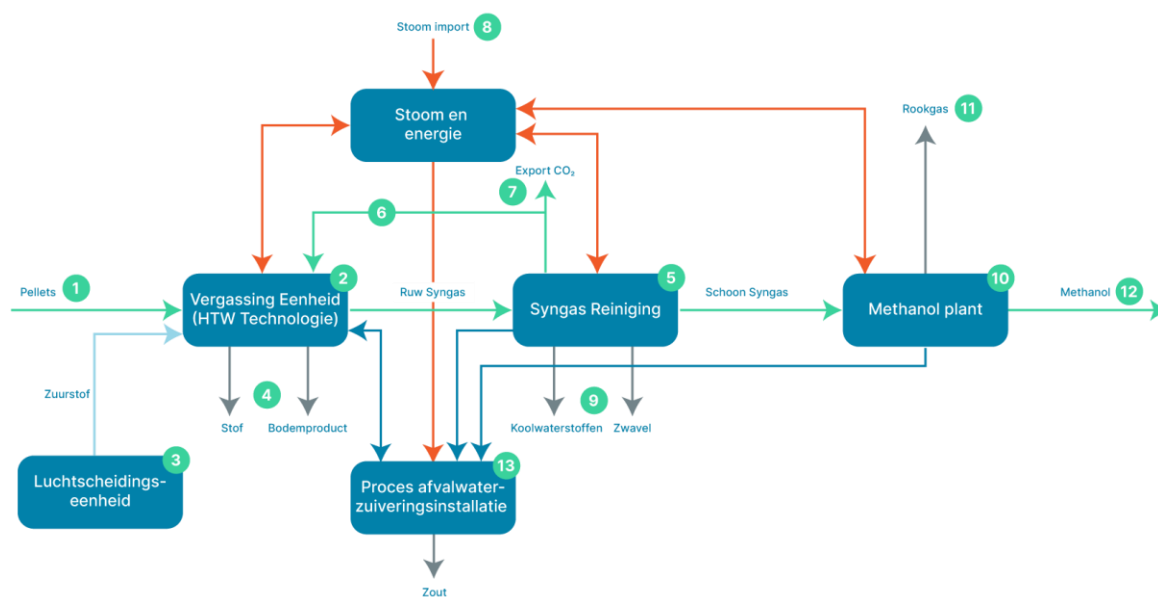 Stoom import 8
Stoom en
energie
Rookgas 11
Export CO₂
7
6
Pellets 1
2
Vergassing Eenheid
(HTW Technologie)
Ruw Syngas
5
Syngas Reiniging
Schoon Syngas
10
Methanol plant
Methanol 12
Zuurstof
4
Stof
Bodemproduct
9
Koolwaterstoffen
Zwavel
3
Luchtscheidings-
eenheid
13
Proces afvalwater-
zuiveringsinstallatie
Zout